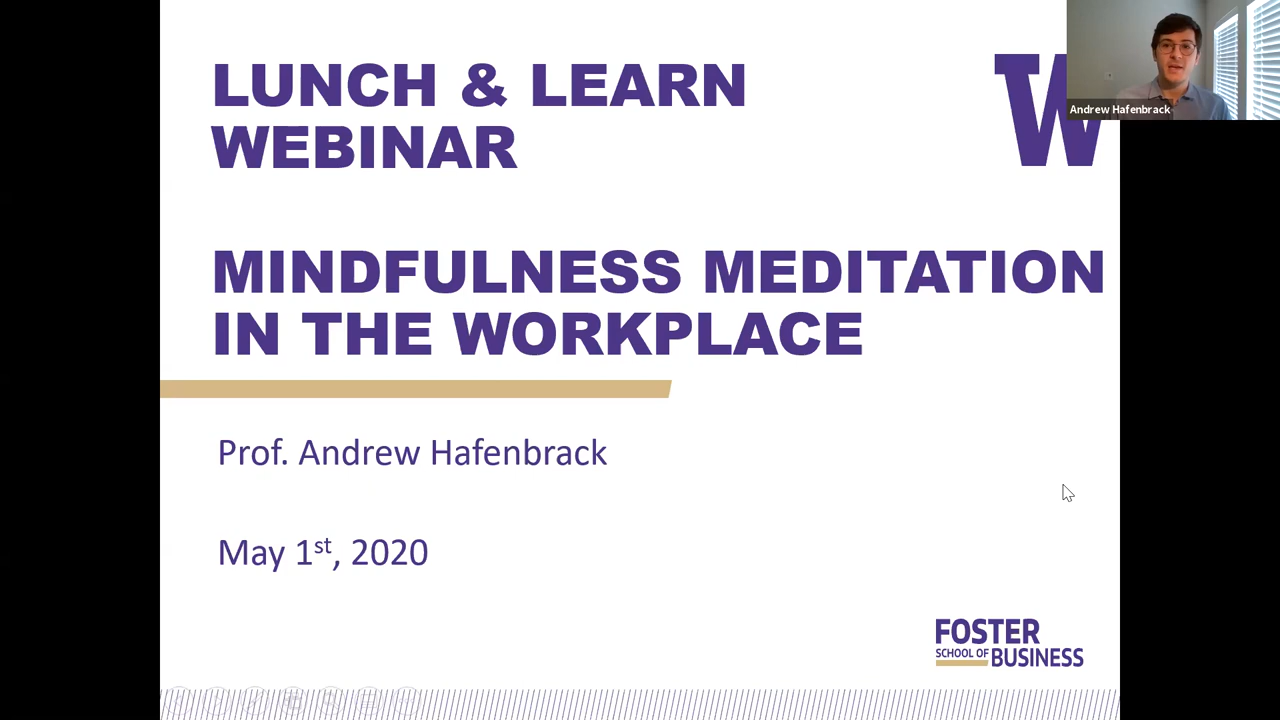 LUNCH & LEARN
WEBINAR
W
Andrew Hafenbrack
MINDFULNESS MEDITATION
IN THE WORKPLACE
Prof. Andrew Hafenbrack
May 1st, 2020
FOSTER
SCHOOL OF BUSINESS